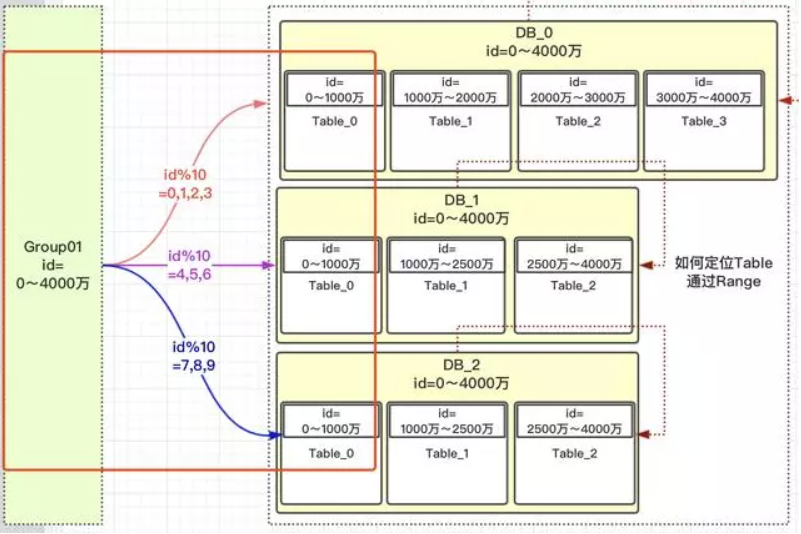 Group01
id=
0～4000万
id%10
=0,1,2,3
id%10
=4,5,6
id%10
=7,8,9
DB_0
id=0～4000万
id=
0～1000万
Table_0
id=
1000万～2000万
Table_1
id=
2000万～3000万
Table_2
id=
3000万～4000万
Table_3
DB_1
id=0～4000万
id=
0～1000万
Table_0
id=
1000万～2500万
Table_1
id=
2500万～4000万
Table_2
DB_2
id=0～4000万
id=
0～1000万
Table_0
id=
1000万～2500万
Table_1
id=
2500万～4000万
Table_2
如何定位Table
通过Range